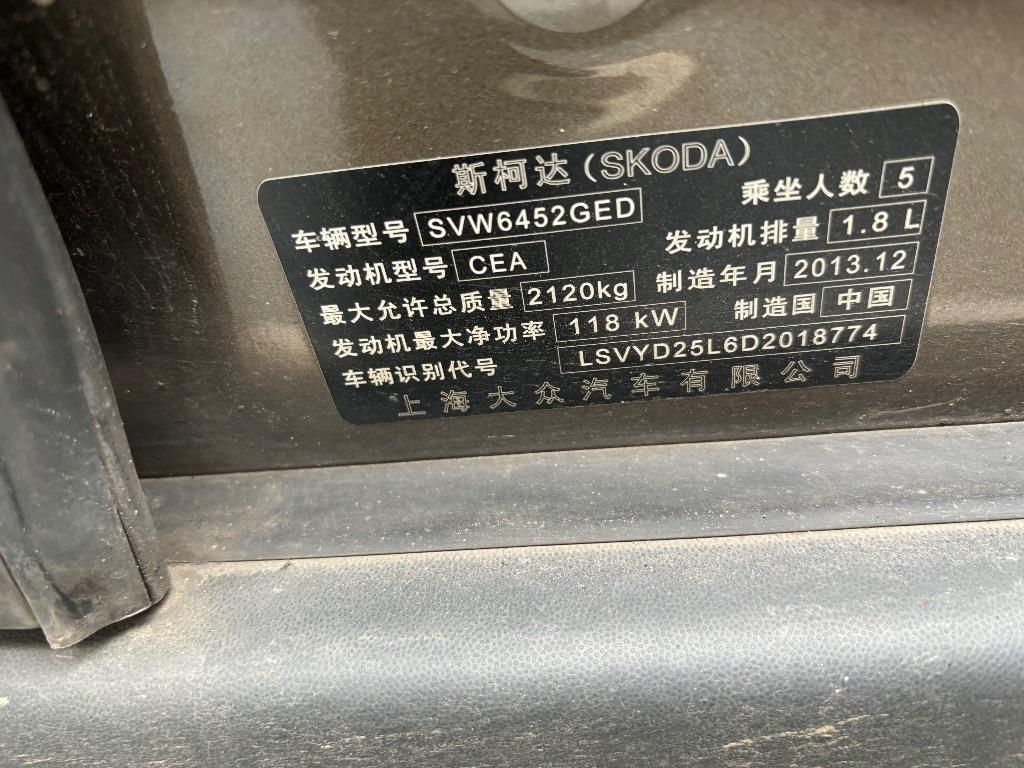 斯柯达(SKODA)
车辆型号 SVW6452GED 乘坐人数 5
发动机型号 CEA 发动机排量 1.8 L
最大允许总质量 2120kg 制造年月 2013.12
发动机最大净功率 118 kW 制造国 中国
车辆识别代号 LSVYD25L6D2018774
上海大众汽车有限公司